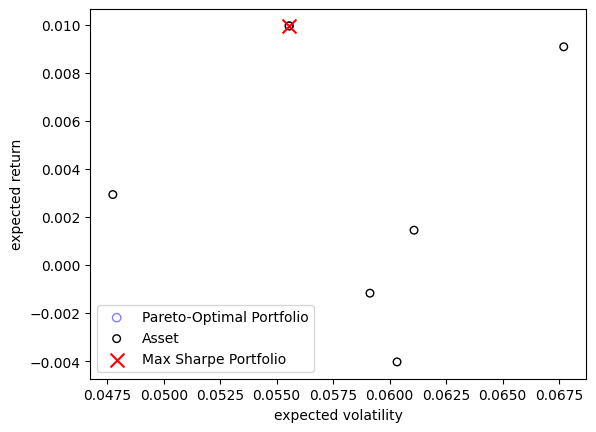 0.010
0.008
0.006
0.004
0.002
0.000
−0.002
−0.004
expected return
Pareto-Optimal Portfolio
Asset
Max Sharpe Portfolio
0.0475 0.0500 0.0525 0.0550 0.0575 0.0600 0.0625 0.0650 0.0675
expected volatility